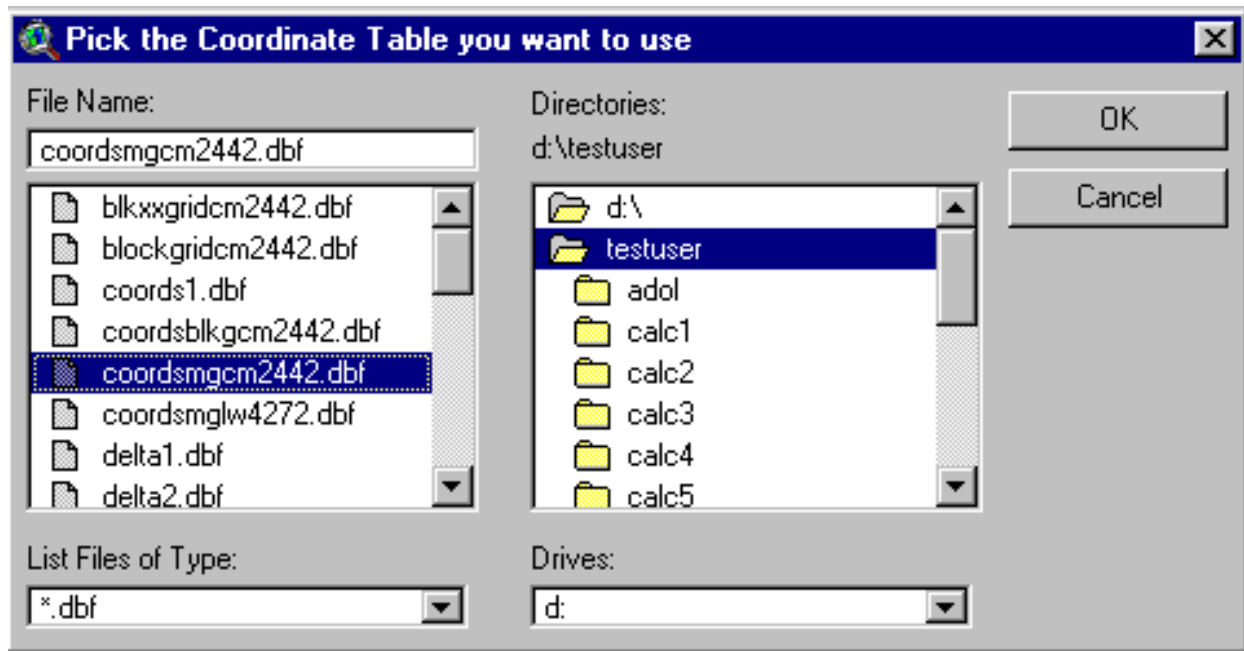 Pick the Coordinate Table you want to use
File Name:
coordsmgcm2442.dbf
blkxxgridcm2442.dbf
blockgridcm2442.dbf
coords1.dbf
coordsblkgcm2442.dbf
coordsmgcm2442.dbf
coordsmglw4272.dbf
delta1.dbf
delta2.dbf
List Files of Type:
*.dbf
Directories:
d:\testuser
d:\
testuser
adol
calc1
calc2
calc3
calc4
calc5
Drives:
d:
OK
Cancel